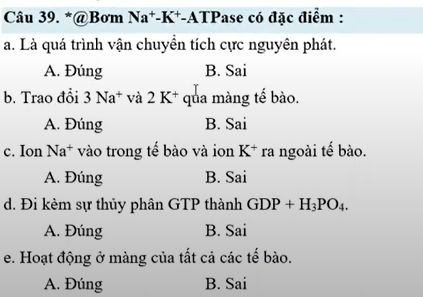 Câu 39. *@Bơm Na⁺-K⁺-ATPase có đặc điểm :
a. Là quá trình vận chuyển tích cực nguyên phát.
A. Đúng B. Sai
b. Trao đổi 3 Na⁺ và 2 K⁺ qua màng tế bào.
A. Đúng B. Sai
c. Ion Na⁺ vào trong tế bào và ion K⁺ ra ngoài tế bào.
A. Đúng B. Sai
d. Đi kèm sự thủy phân GTP thành GDP + H₃PO₄.
A. Đúng B. Sai
e. Hoạt động ở màng của tất cả các tế bào.
A. Đúng B. Sai